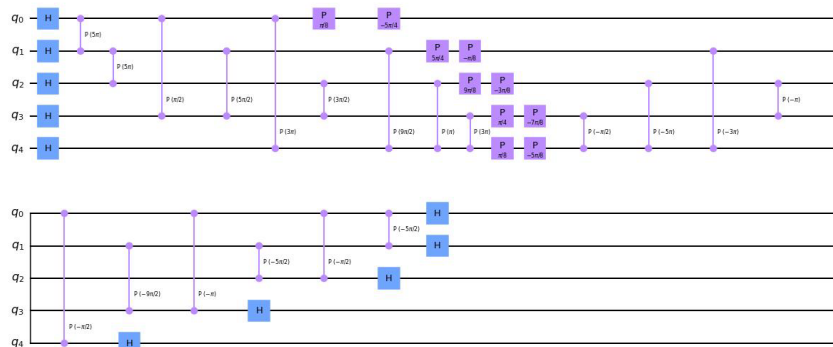 q0 H P P
π/8 −5π/4
P (5π)
q1 H P P
5π/4 −π/8
P (5π)
q2 H P P
9π/8 −3π/8
P (π/2) P (5π/2) P (3π/2) P (−π)
q3 H P P
π/4 −7π/8
P (3π) P (9π/2) P (π) P (3π) P (−π/2) P (−5π) P (−3π)
q4 H P P
π/8 −5π/8
q0 H
P (−5π/2)
q1 H
P (−5π/2) P (−π/2)
q2 H
P (−9π/2) P (−π)
q3 H
P (−π/2)
q4 H